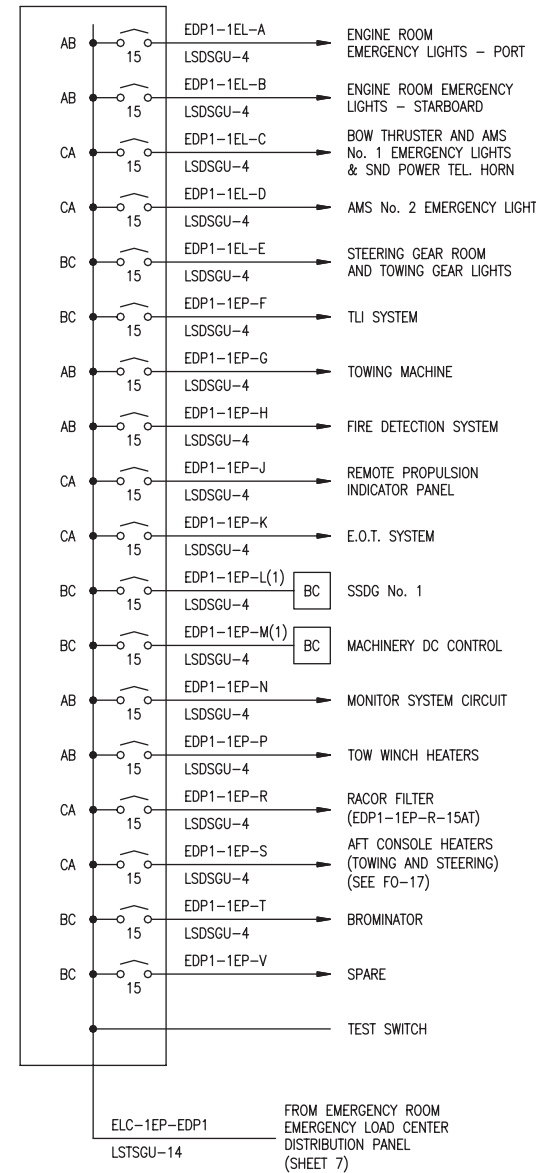 AB
15
EDP1-1EL-A
LSDSGU-4
ENGINE ROOM
EMERGENCY LIGHTS – PORT
AB
15
EDP1-1EL-B
LSDSGU-4
ENGINE ROOM EMERGENCY
LIGHTS – STARBOARD
CA
15
EDP1-1EL-C
LSDSGU-4
BOW THRUSTER AND AMS
No. 1 EMERGENCY LIGHTS
& SND POWER TEL. HORN
CA
15
EDP1-1EL-D
LSDSGU-4
AMS No. 2 EMERGENCY LIGHT
BC
15
EDP1-1EL-E
LSDSGU-4
STEERING GEAR ROOM
AND TOWING GEAR LIGHTS
BC
15
EDP1-1EP-F
LSDSGU-4
TLI SYSTEM
AB
15
EDP1-1EP-G
LSDSGU-4
TOWING MACHINE
AB
15
EDP1-1EP-H
LSDSGU-4
FIRE DETECTION SYSTEM
CA
15
EDP1-1EP-J
LSDSGU-4
REMOTE PROPULSION
INDICATOR PANEL
CA
15
EDP1-1EP-K
LSDSGU-4
E.O.T. SYSTEM
BC
15
EDP1-1EP-L(1)
LSDSGU-4
BC
SSDG No. 1
BC
15
EDP1-1EP-M(1)
LSDSGU-4
BC
MACHINERY DC CONTROL
AB
15
EDP1-1EP-N
LSDSGU-4
MONITOR SYSTEM CIRCUIT
AB
15
EDP1-1EP-P
LSDSGU-4
TOW WINCH HEATERS
CA
15
EDP1-1EP-R
LSDSGU-4
RACOR FILTER
(EDP1-1EP-R-15AT)
CA
15
EDP1-1EP-S
LSDSGU-4
AFT CONSOLE HEATERS
(TOWING AND STEERING)
(SEE FO-17)
BC
15
EDP1-1EP-T
LSDSGU-4
BROMINATOR
BC
15
EDP1-1EP-V
SPARE
TEST SWITCH
ELC-1EP-EDP1
LSTSGU-14
FROM EMERGENCY ROOM
EMERGENCY LOAD CENTER
DISTRIBUTION PANEL
(SHEET 7)